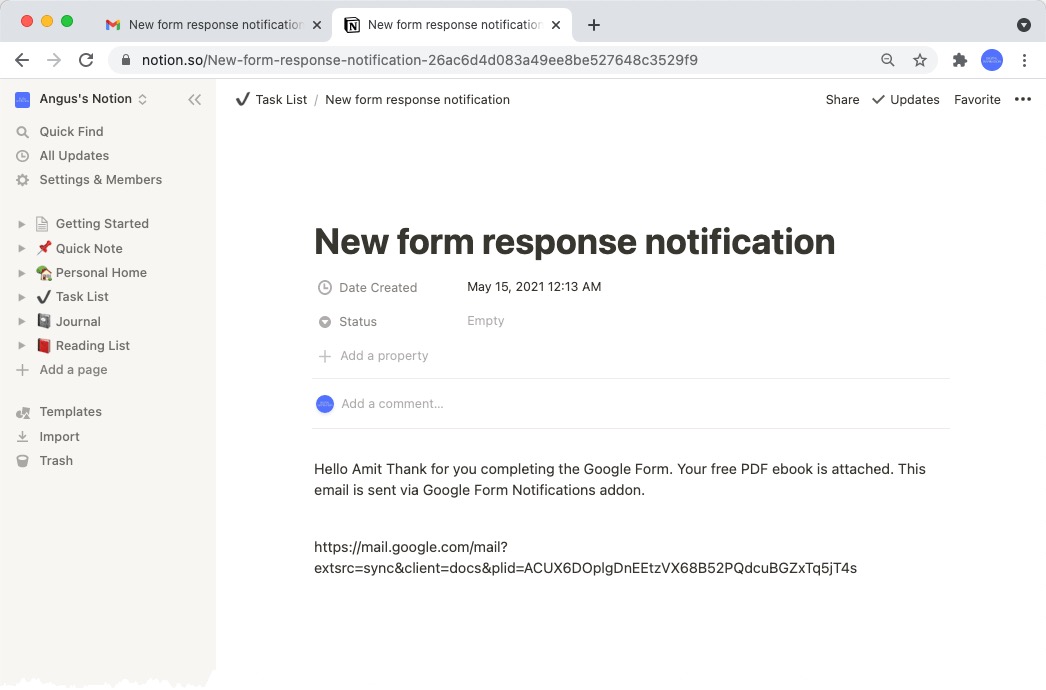 New form response notification
New form response notification
notion.so/New-form-response-notification-26ac6d4d083a49ee8be527648c3529f9
Angus's Notion
Task List / New form response notification
Share Updates Favorite
Quick Find
All Updates
Settings & Members
Getting Started
Quick Note
Personal Home
Task List
Journal
Reading List
Add a page
Templates
Import
Trash
New form response notification
Date Created May 15, 2021 12:13 AM
Status Empty
Add a property
Add a comment...
Hello Amit Thank for you completing the Google Form. Your free PDF ebook is attached. This
email is sent via Google Form Notifications addon.
https://mail.google.com/mail?
extsrc=sync&client=docs&plid=ACUX6DOplgDnEEtzVX68B52PQdcuBGZxTq5jT4s